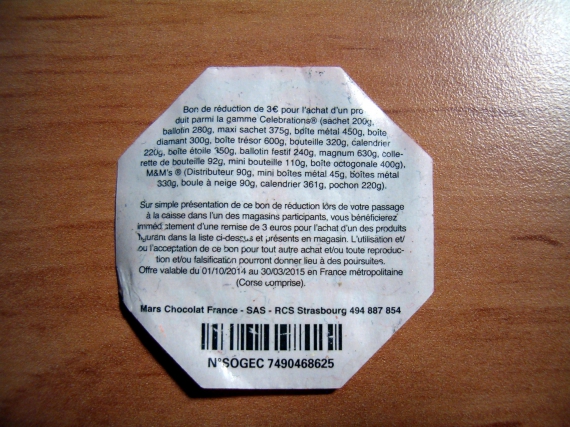 Bon de réduction de 3€ pour l'achat d'un pro
duit parmi la gamme Celebrations® (sachet 200g,
ballotin 280g, maxi sachet 375g, boîte métal 450g, boîte
diamant 300g, boîte trésor 600g, bouteille 320g, calendrier
220g, boîte étoile 350g, ballotin festif 240g, magnum 630g, colle-
rette de bouteille 92g, mini bouteille 110g, boite octogonale 400g),
M&M's ® (Distributeur 90g, mini boîtes métal 45g, boîtes métal
330g, boule à neige 90g, calendrier 361g, pochon 220g).
Sur simple présentation de ce bon de réduction lors de votre passage
à la caisse dans l'un des magasins participants, vous bénéficierez
immédiatement d'une remise de 3 euros pour l'achat d'un des produits
figurant dans la liste ci-dessus et présents en magasin. L'utilisation et/
ou l'acceptation de ce bon pour tout autre achat et/ou toute reproduc-
tion et/ou falsification pourront donner lieu à des poursuites.
Offre valable du 01/10/2014 au 30/03/2015 en France métropolitaine
(Corse comprise).
Mars Chocolat France - SAS - RCS Strasbourg 494 887 854
N°SOGEC 7490468625